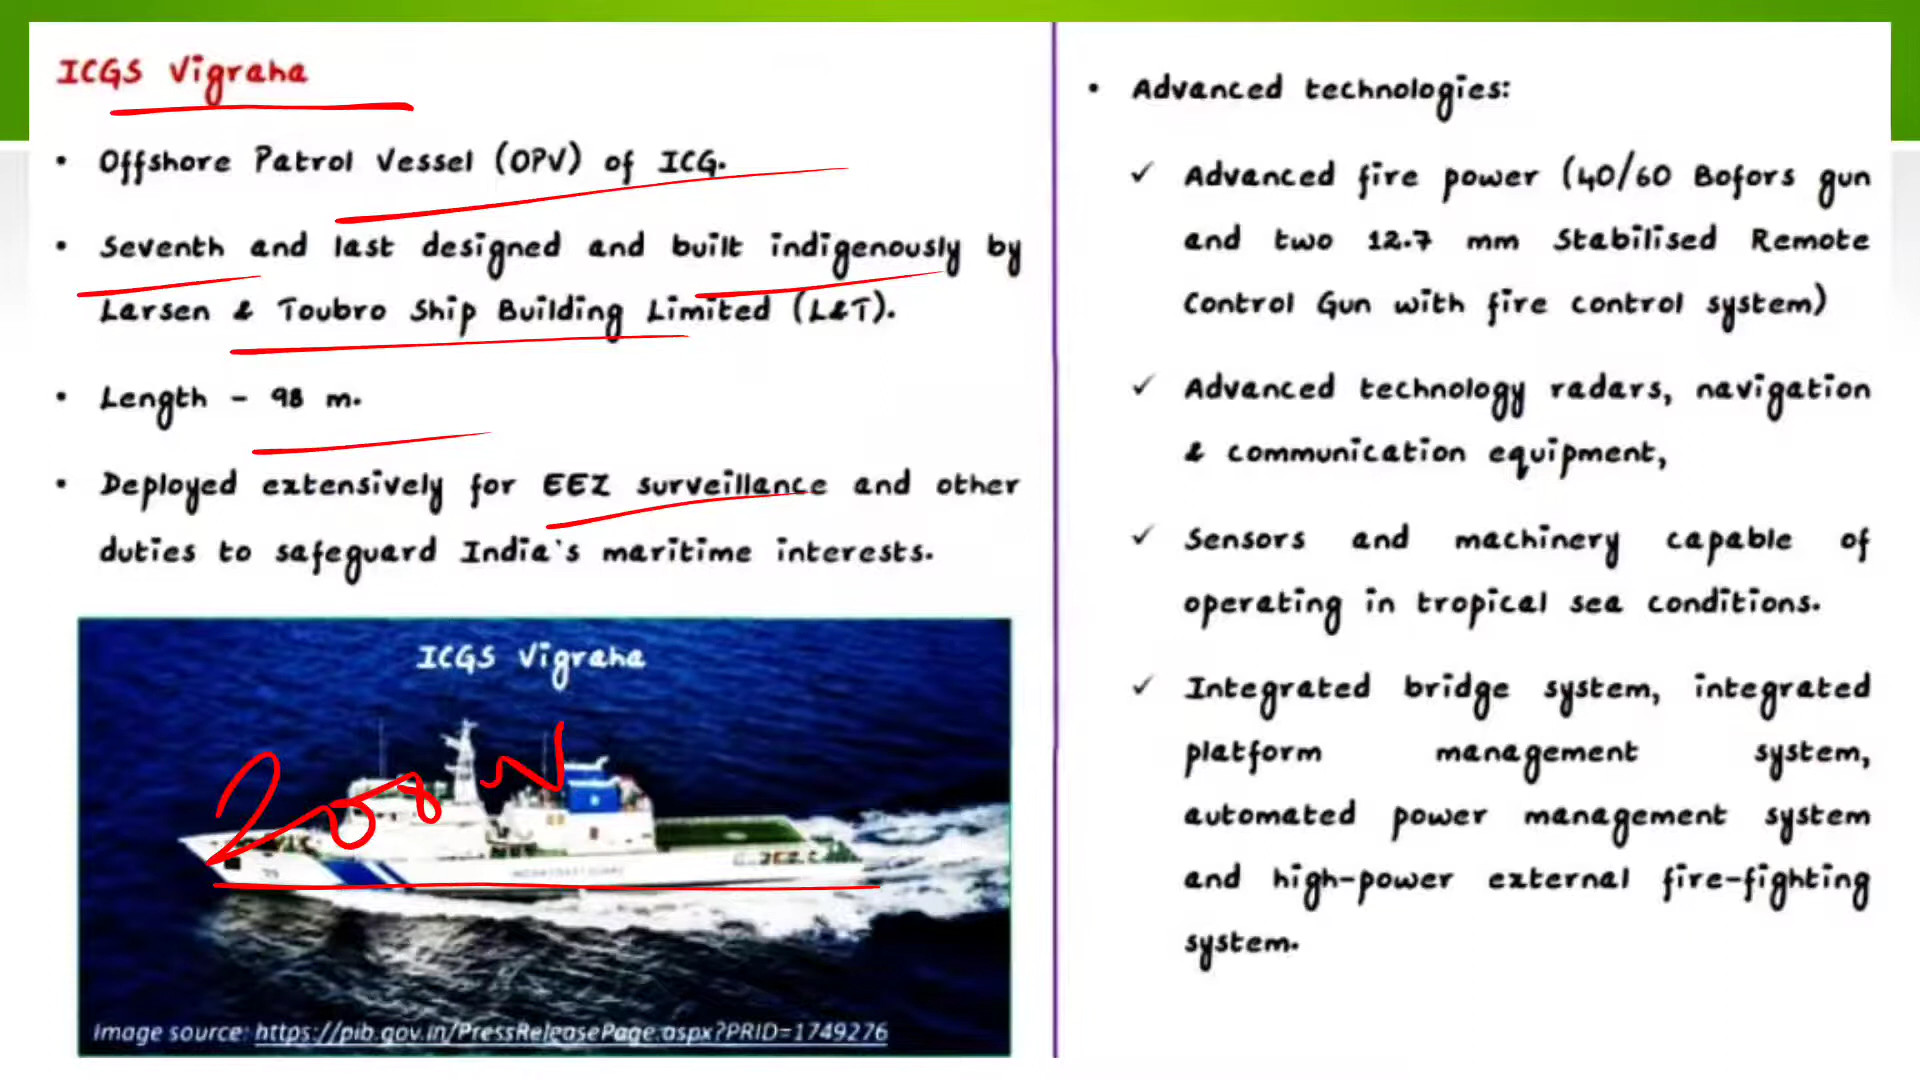 ICGS Vigraha
• Offshore Patrol Vessel (OPV) of ICG.
• Seventh and last designed and built indigenously by
Larsen & Toubro Ship Building Limited (L&T).
• Length - 98 m.
• Deployed extensively for EEZ surveillance and other
duties to safeguard India's maritime interests.
ICGS Vigraha
Image source: https://pib.gov.in/PressReleasePage.aspx?PRID=1749276
• Advanced technologies:
✓ Advanced fire power (40/60 Bofors gun
and two 12.7 mm Stabilised Remote
Control Gun with fire control system)
✓ Advanced technology radars, navigation
& communication equipment,
✓ Sensors and machinery capable of
operating in tropical sea conditions.
✓ Integrated bridge system, integrated
platform management system,
automated power management system
and high-power external fire-fighting
system.